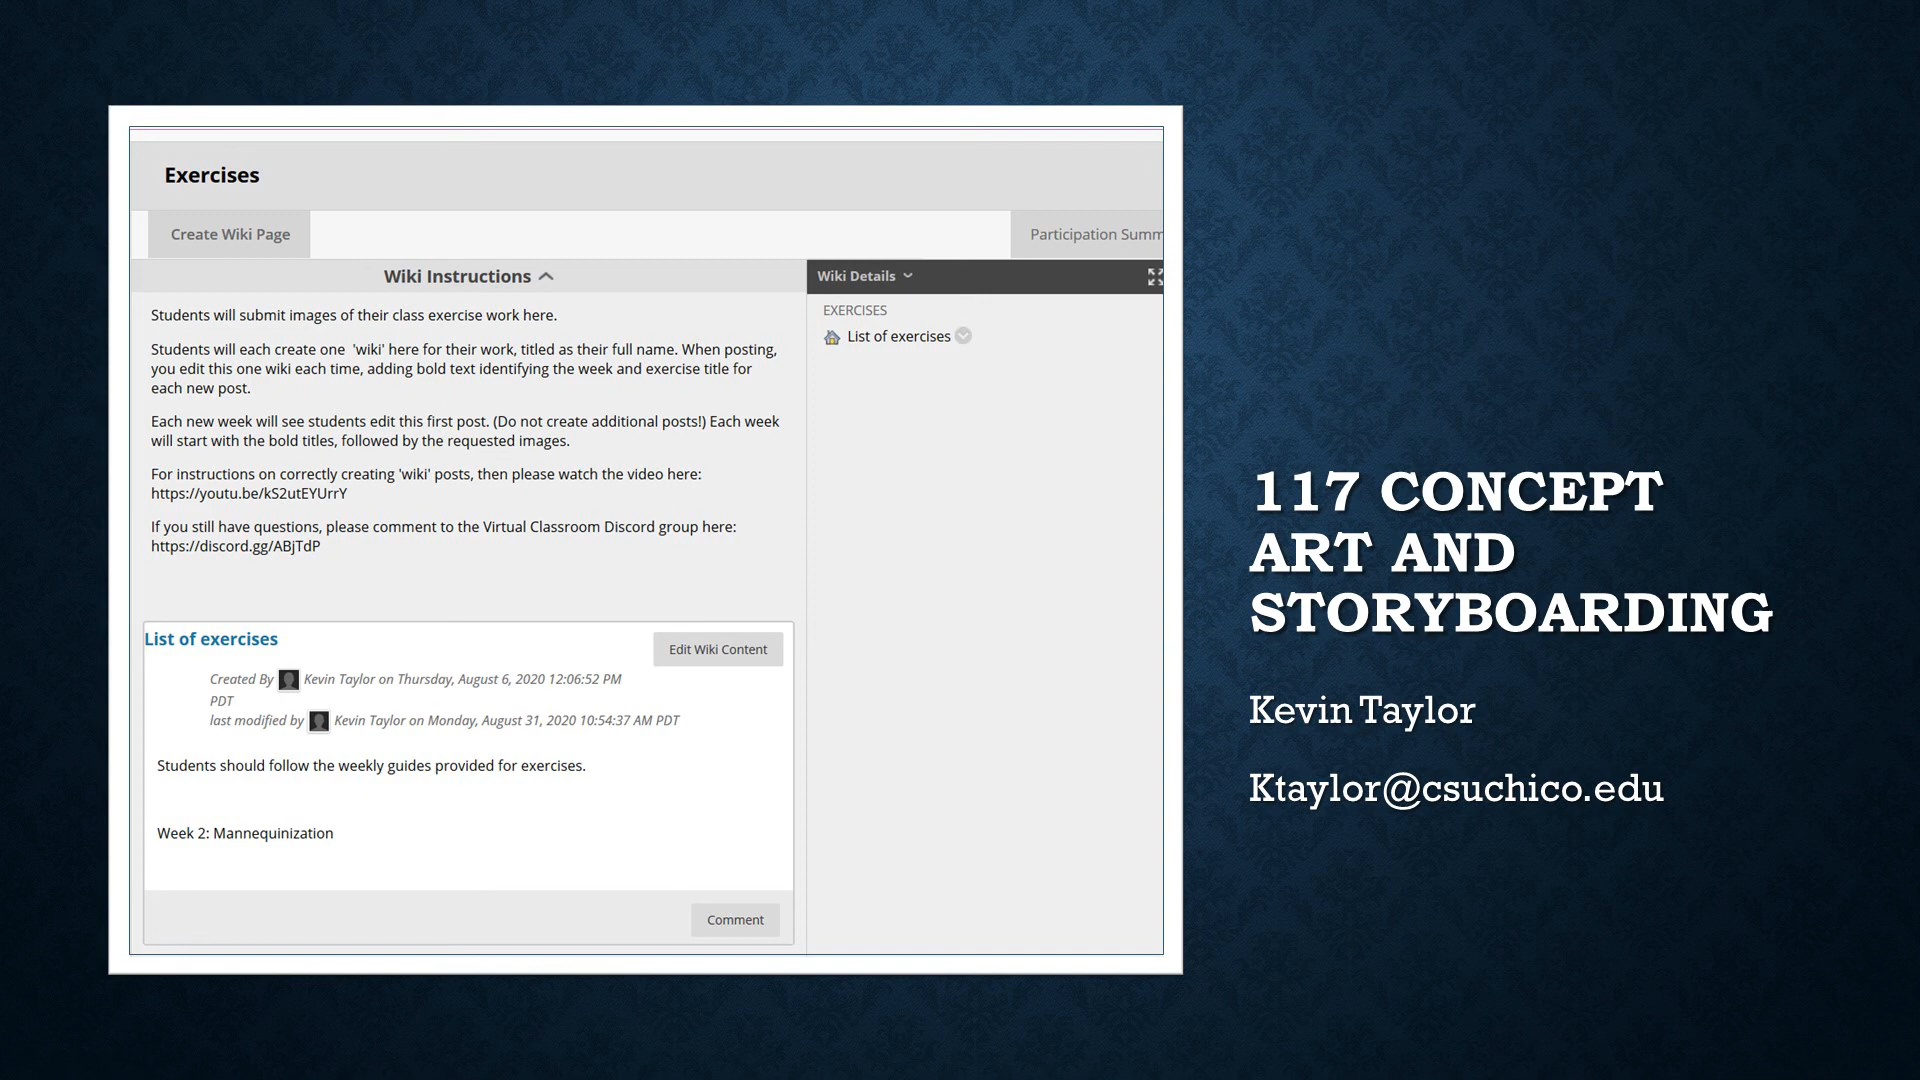 Exercises
Create Wiki Page
Participation Summ
Wiki Instructions
Students will submit images of their class exercise work here.
Students will each create one 'wiki' here for their work, titled as their full name. When posting,
you edit this one wiki each time, adding bold text identifying the week and exercise title for
each new post.
Each new week will see students edit this first post. (Do not create additional posts!) Each week
will start with the bold titles, followed by the requested images.
For instructions on correctly creating 'wiki' posts, then please watch the video here:
https://youtu.be/kS2utEYUrrY
If you still have questions, please comment to the Virtual Classroom Discord group here:
https://discord.gg/ABjTdP
List of exercises
Edit Wiki Content
Created By Kevin Taylor on Thursday, August 6, 2020 12:06:52 PM
PDT
last modified by Kevin Taylor on Monday, August 31, 2020 10:54:37 AM PDT
Students should follow the weekly guides provided for exercises.
Week 2: Mannequinization
Comment
Wiki Details
EXERCISES
List of exercises
117 CONCEPT
ART AND
STORYBOARDING
Kevin Taylor
Ktaylor@csuchico.edu